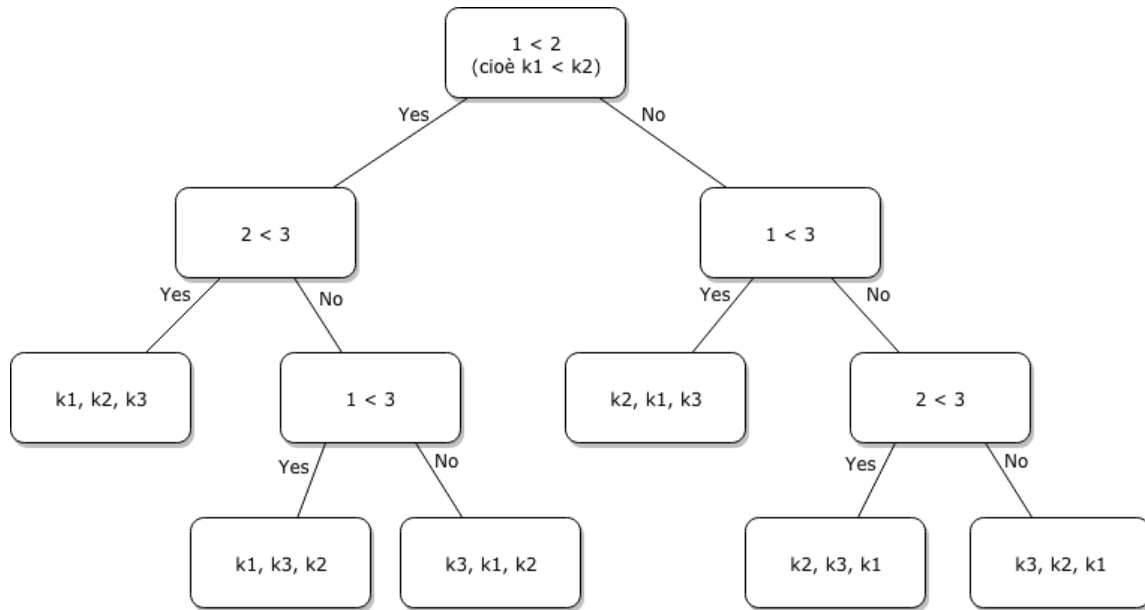 1 < 2
(cioè k1 < k2)
Yes
No
2 < 3
1 < 3
Yes
No
Yes
No
k1, k2, k3
1 < 3
k2, k1, k3
2 < 3
Yes
No
Yes
No
k1, k3, k2
k3, k1, k2
k2, k3, k1
k3, k2, k1